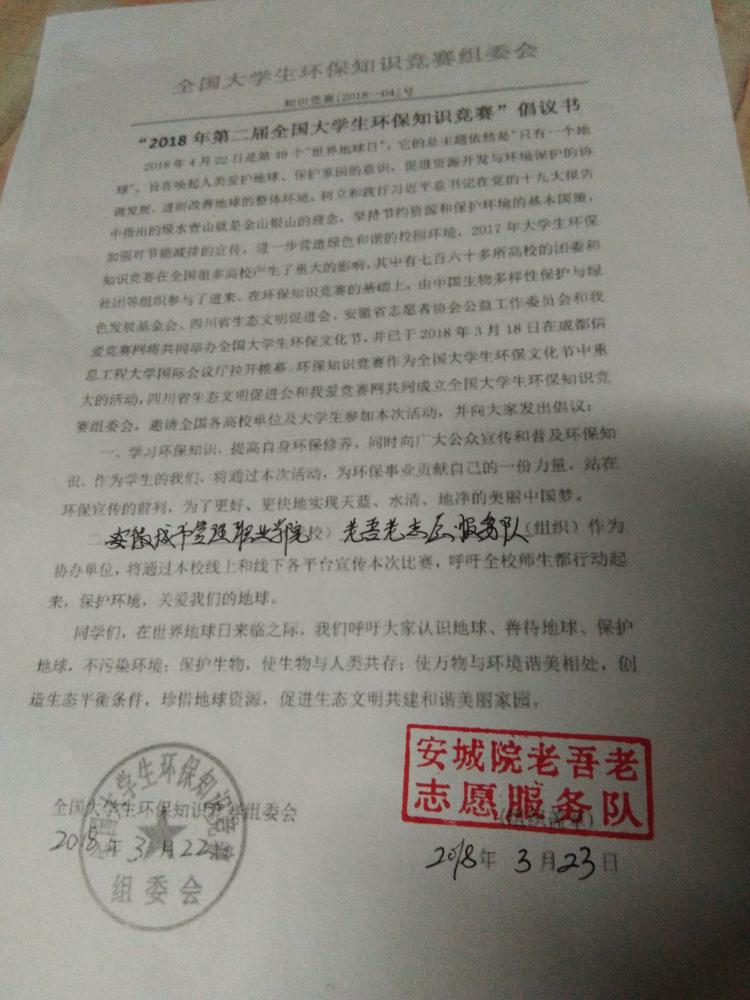 全国大学生环保知识竞赛组委会
知识竞赛[2018—04]号
“2018年第二届全国大学生环保知识竞赛”倡议书
2018年4月22日是第49个“世界地球日”，它的总主题依然是“只有一个地
球”，旨在唤起人类爱护地球、保护家园的意识，促进资源开发与环境保护的协
调发展，进而改善地球的整体环境。树立和践行习近平总书记在党的十九大报告
中指出的绿水青山就是金山银山的理念，坚持节约资源和保护环境的基本国策，
加强对节能减排的宣传，进一步营造绿色和谐的校园环境，2017年大学生环保
知识竞赛在全国很多高校产生了重大的影响，其中有七百六十多所高校的团委和
社团等组织参与了进来。在环保知识竞赛的基础上，由中国生物多样性保护与绿
色发展基金会、四川省生态文明促进会、安徽省志愿者协会公益工作委员会和我
爱竞赛网将共同举办全国大学生环保文化节，并已于2018年3月18日在成都信
息工程大学国际会议厅拉开帷幕。环保知识竞赛作为全国大学生环保文化节中重
大的活动，四川省生态文明促进会和我爱竞赛网共同成立全国大学生环保知识竞
赛组委会，邀请全国各高校单位及大学生参加本次活动，并向大家发出倡议：
一、学习环保知识，提高自身环保修养，同时向广大公众宣传和普及环保知
识、作为学生的我们，将通过本次活动，为环保事业贡献自己的一份力量，站在
环保宣传的前列，为了更好、更快地实现天蓝、水清、地净的美丽中国梦。
二、安徽城市管理职业学院（校）老吾老志愿服务队（组织）作为
协办单位，将通过本校线上和线下各平台宣传本次比赛，呼吁全校师生都行动起
来，保护环境，关爱我们的地球。
同学们，在世界地球日来临之际，我们呼吁大家认识地球、善待地球、保护
地球，不污染环境；保护生物，使生物与人类共存；使万物与环境谐美相处，创
造生态平衡条件，珍惜地球资源，促进生态文明共建和谐美丽家园。
安城院老吾老
志愿服务队
全国大学生环保知识竞赛组委会
2018年3月22日
2018年3月23日
全国大学生环保知识竞赛
组委会